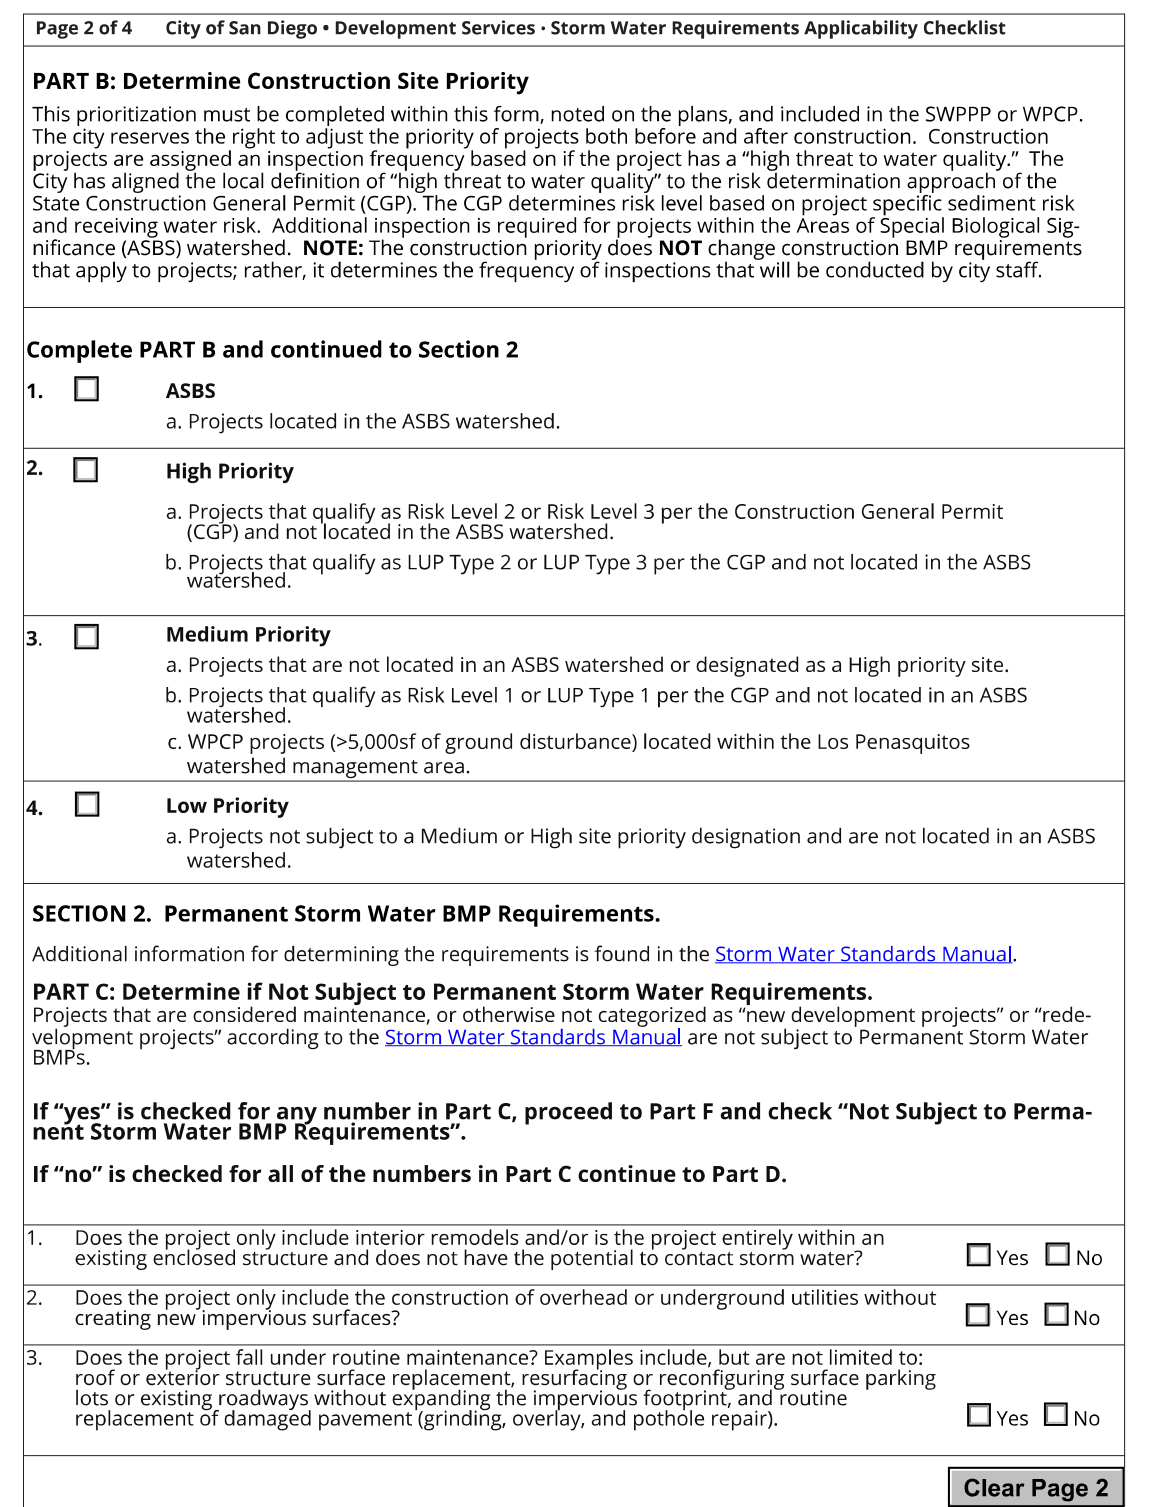 Page 2 of 4 City of San Diego • Development Services · Storm Water Requirements Applicability Checklist
PART B: Determine Construction Site Priority
This prioritization must be completed within this form, noted on the plans, and included in the SWPPP or WPCP.
The city reserves the right to adjust the priority of projects both before and after construction. Construction
projects are assigned an inspection frequency based on if the project has a “high threat to water quality.” The
City has aligned the local definition of “high threat to water quality” to the risk determination approach of the
State Construction General Permit (CGP). The CGP determines risk level based on project specific sediment risk
and receiving water risk. Additional inspection is required for projects within the Areas of Special Biological Sig-
nificance (ASBS) watershed. NOTE: The construction priority does NOT change construction BMP requirements
that apply to projects; rather, it determines the frequency of inspections that will be conducted by city staff.
Complete PART B and continued to Section 2
1. ASBS
a. Projects located in the ASBS watershed.
2. High Priority
a. Projects that qualify as Risk Level 2 or Risk Level 3 per the Construction General Permit
(CGP) and not located in the ASBS watershed.
b. Projects that qualify as LUP Type 2 or LUP Type 3 per the CGP and not located in the ASBS
watershed.
3. Medium Priority
a. Projects that are not located in an ASBS watershed or designated as a High priority site.
b. Projects that qualify as Risk Level 1 or LUP Type 1 per the CGP and not located in an ASBS
watershed.
c. WPCP projects (>5,000sf of ground disturbance) located within the Los Penasquitos
watershed management area.
4. Low Priority
a. Projects not subject to a Medium or High site priority designation and are not located in an ASBS
watershed.
SECTION 2. Permanent Storm Water BMP Requirements.
Additional information for determining the requirements is found in the Storm Water Standards Manual.
PART C: Determine if Not Subject to Permanent Storm Water Requirements.
Projects that are considered maintenance, or otherwise not categorized as “new development projects” or “rede-
velopment projects” according to the Storm Water Standards Manual are not subject to Permanent Storm Water
BMPs.
If “yes” is checked for any number in Part C, proceed to Part F and check “Not Subject to Perma-
nent Storm Water BMP Requirements”.
If “no” is checked for all of the numbers in Part C continue to Part D.
1. Does the project only include interior remodels and/or is the project entirely within an
existing enclosed structure and does not have the potential to contact storm water? Yes No
2. Does the project only include the construction of overhead or underground utilities without
creating new impervious surfaces? Yes No
3. Does the project fall under routine maintenance? Examples include, but are not limited to:
roof or exterior structure surface replacement, resurfacing or reconfiguring surface parking
lots or existing roadways without expanding the impervious footprint, and routine
replacement of damaged pavement (grinding, overlay, and pothole repair). Yes No
Clear Page 2